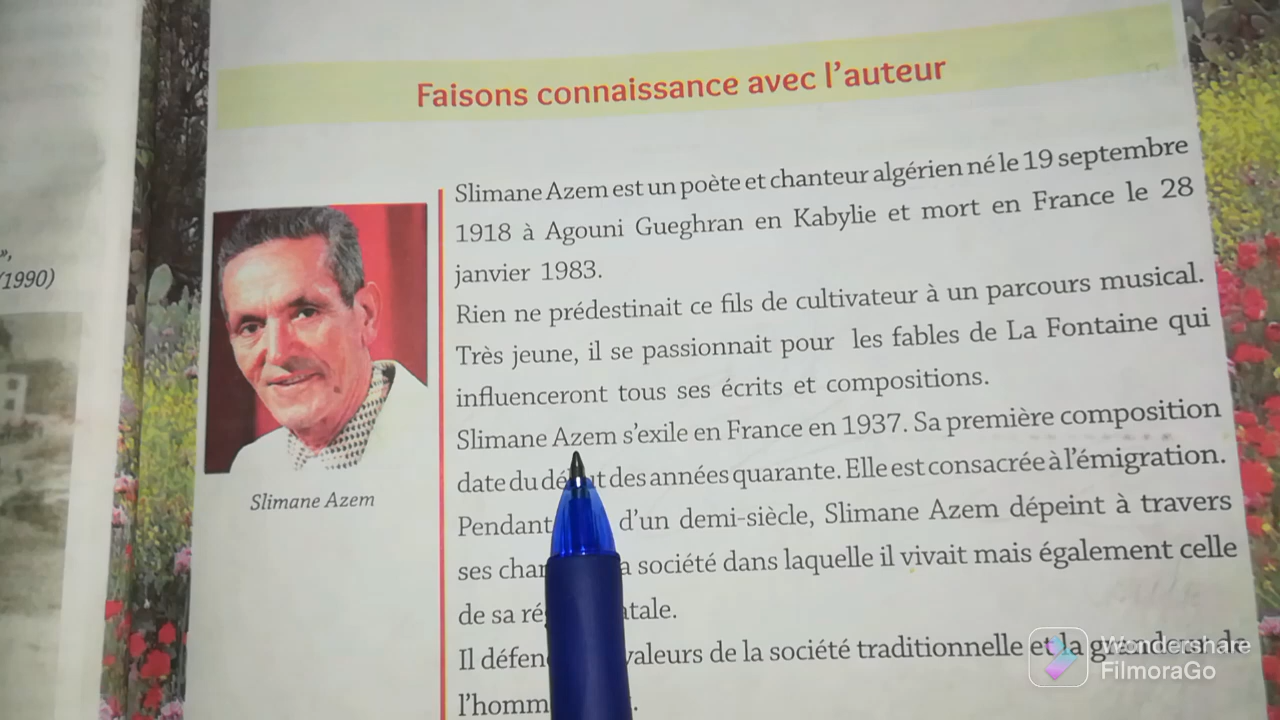 Faisons connaissance avec l'auteur
Slimane Azem est un poète et chanteur algérien né le 19 septembre
1918 à Agouni Gueghran en Kabylie et mort en France le 28
janvier 1983.
Rien ne prédestinait ce fils de cultivateur à un parcours musical.
Très jeune, il se passionnait pour les fables de La Fontaine qui
influenceront tous ses écrits et compositions.
Slimane Azem s'exile en France en 1937. Sa première composition
date du des années quarante. Elle est consacrée à l'émigration.
Pendant d'un demi-siècle, Slimane Azem dépeint à travers
ses société dans laquelle il vivait mais également celle
de sa
Il valeurs de la société traditionnelle et la grandeur de
Slimane Azem
»,
(1990)
Wondershare
FilmoraGo